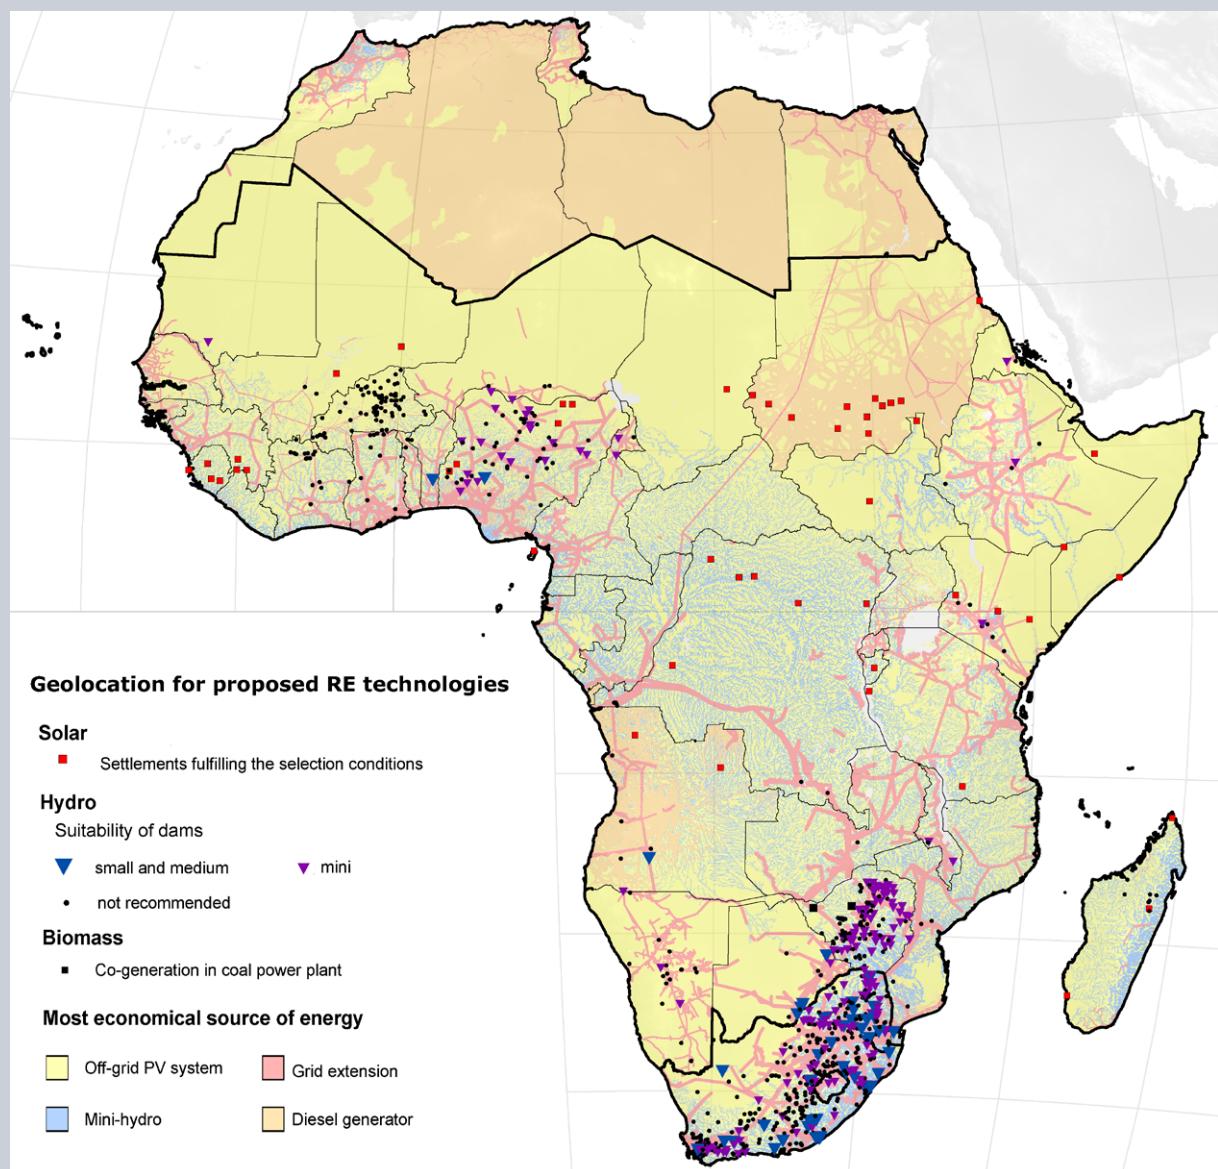 Geolocation for proposed RE technologies
Solar
Settlements fulfilling the selection conditions
Hydro
Suitability of dams
small and medium
mini
not recommended
Biomass
Co-generation in coal power plant
Most economical source of energy
Off-grid PV system
Grid extension
Mini-hydro
Diesel generator